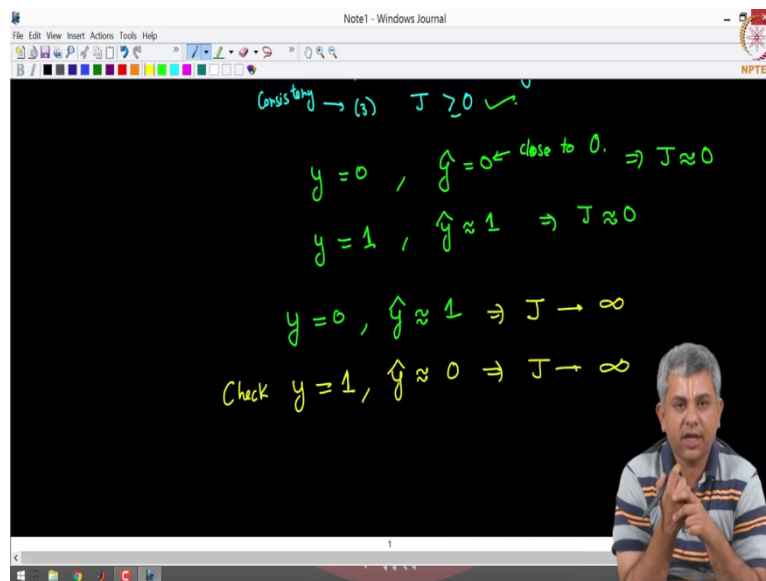 Note1 - Windows Journal
File Edit View Insert Actions Tools Help
B I
NPTE
Consistency → (3) J ≥ 0 ✓
y = 0 , ŷ = 0 ← close to 0. ⇒ J ≈ 0
y = 1 , ŷ ≈ 1 ⇒ J ≈ 0
y = 0 , ŷ ≈ 1 ⇒ J → ∞
Check y = 1 , ŷ ≈ 0 ⇒ J → ∞
1